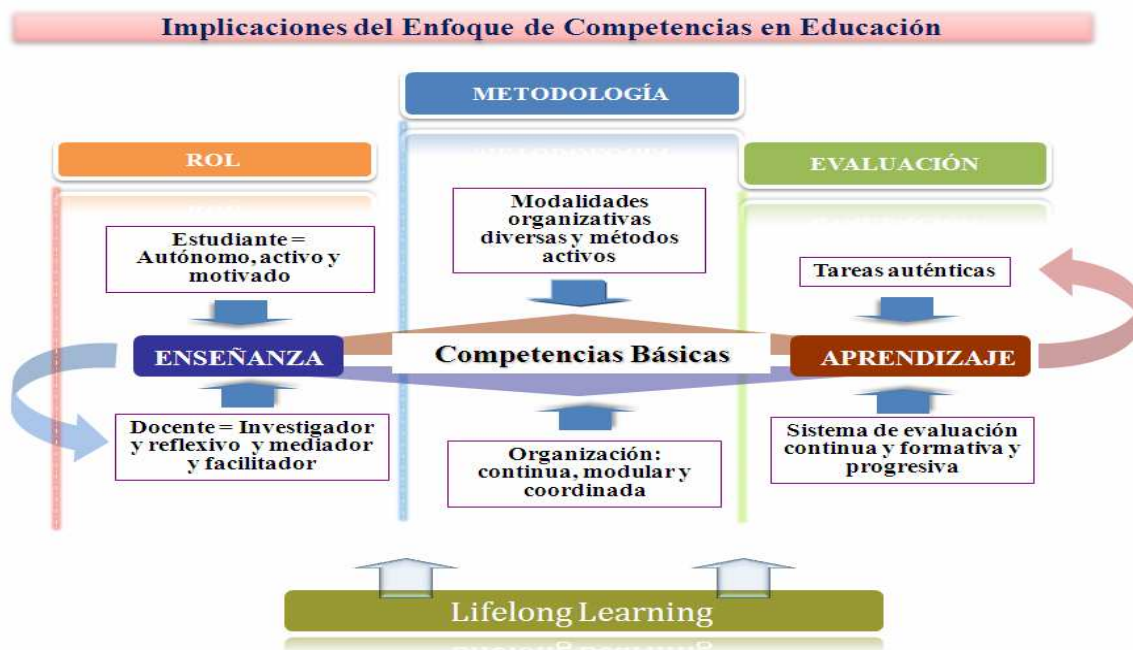 Implicaciones del Enfoque de Competencias en Educación
METODOLOGÍA
ROL
EVALUACIÓN
Estudiante =
Autónomo, activo y
motivado
Modalidades
organizativas
diversas y métodos
activos
Tareas auténticas
ENSEÑANZA
Competencias Básicas
APRENDIZAJE
Docente = Investigador
y reflexivo y mediador
y facilitador
Organización:
continua, modular y
coordinada
Sistema de evaluación
continua y formativa y
progresiva
Lifelong Learning